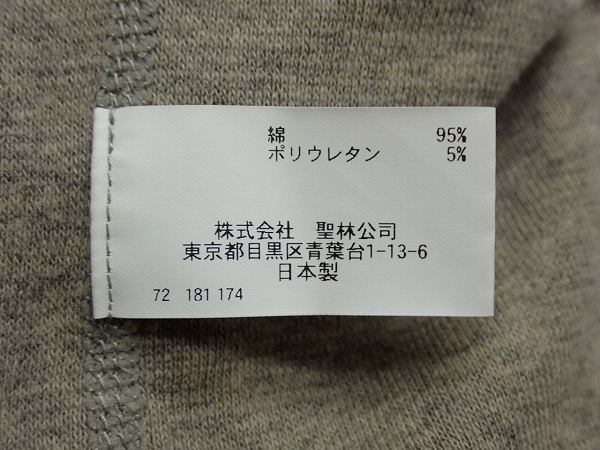 綿 95%
ポリウレタン 5%
株式会社 聖林公司
東京都目黒区青葉台1-13-6
日本製
72 181 174